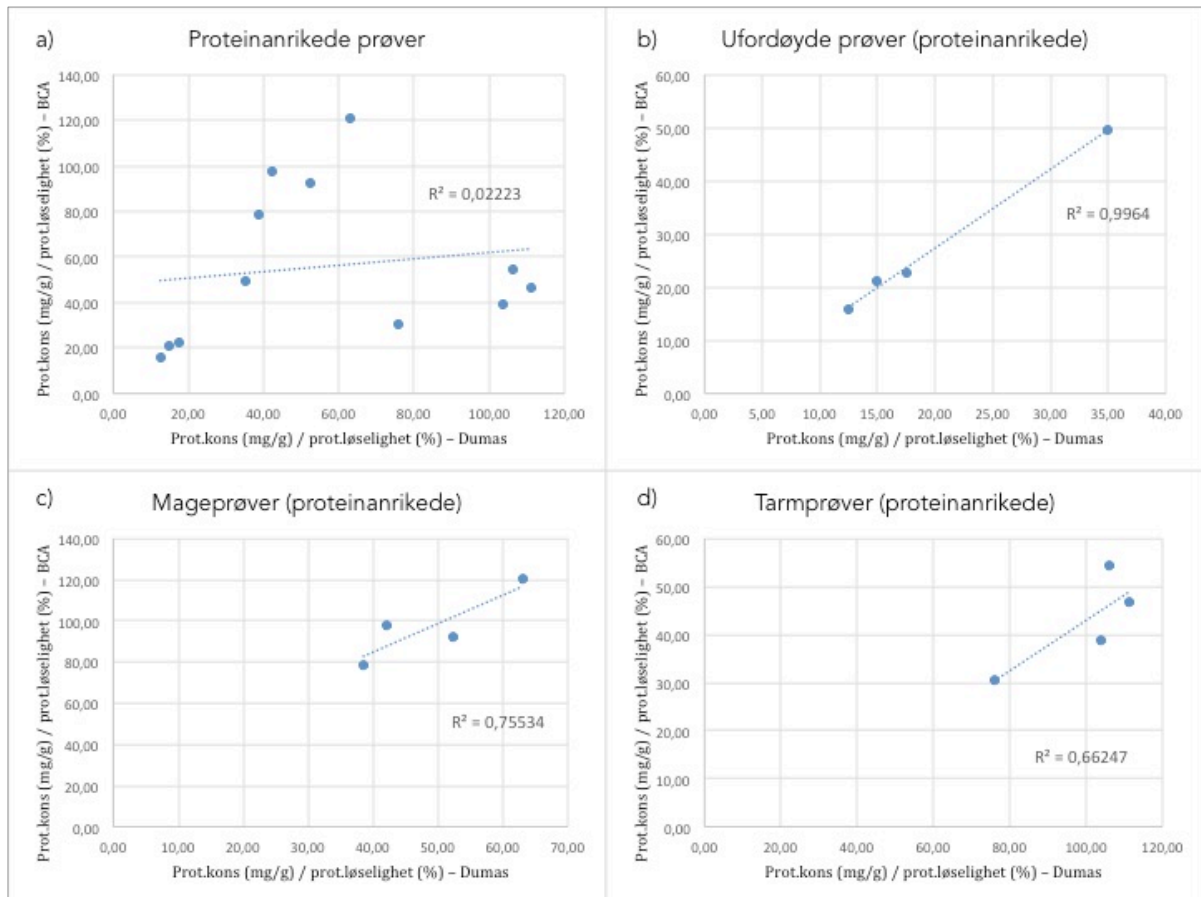 a) Proteinanrikede prøver
Prot.kons (mg/g) / prot.løselighet (%) – BCA
140,00
120,00
100,00
80,00
60,00
40,00
20,00
0,00
R² = 0,02223
0,00 20,00 40,00 60,00 80,00 100,00 120,00
Prot.kons (mg/g) / prot.løselighet (%) – Dumas
b) Ufordøyde prøver (proteinanrikede)
Prot.kons (mg/g) / prot.løselighet (%) – BCA
60,00
50,00
40,00
30,00
20,00
10,00
0,00
R² = 0,9964
0,00 5,00 10,00 15,00 20,00 25,00 30,00 35,00 40,00
Prot.kons (mg/g) / prot.løselighet (%) – Dumas
c) Mageprøver (proteinanrikede)
Prot.kons (mg/g) / prot.løselighet (%) – BCA
140,00
120,00
100,00
80,00
60,00
40,00
20,00
0,00
R² = 0,75534
0,00 10,00 20,00 30,00 40,00 50,00 60,00 70,00
Prot.kons (mg/g) / prot.løselighet (%) – Dumas
d) Tarmprøver (proteinanrikede)
Prot.kons (mg/g) / prot.løselighet (%) – BCA
60,00
50,00
40,00
30,00
20,00
10,00
0,00
R² = 0,66247
0,00 20,00 40,00 60,00 80,00 100,00 120,00
Prot.kons (mg/g) / prot.løselighet (%) – Dumas